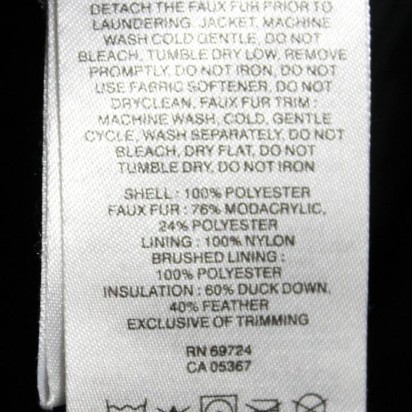 DETACH THE FAUX FUR PRIOR TO
LAUNDERING. JACKET, MACHINE
WASH COLD GENTLE, DO NOT
BLEACH, TUMBLE DRY LOW, REMOVE
PROMPTLY, DO NOT IRON, DO NOT
USE FABRIC SOFTENER, DO NOT
DRYCLEAN. FAUX FUR TRIM :
MACHINE WASH, COLD, GENTLE
CYCLE, WASH SEPARATELY, DO NOT
BLEACH, DRY FLAT, DO NOT
TUMBLE DRY, DO NOT IRON
SHELL : 100% POLYESTER
FAUX FUR : 76% MODACRYLIC,
24% POLYESTER
LINING : 100% NYLON
BRUSHED LINING :
100% POLYESTER
INSULATION : 60% DUCK DOWN,
40% FEATHER
EXCLUSIVE OF TRIMMING
RN 69724
CA 05367